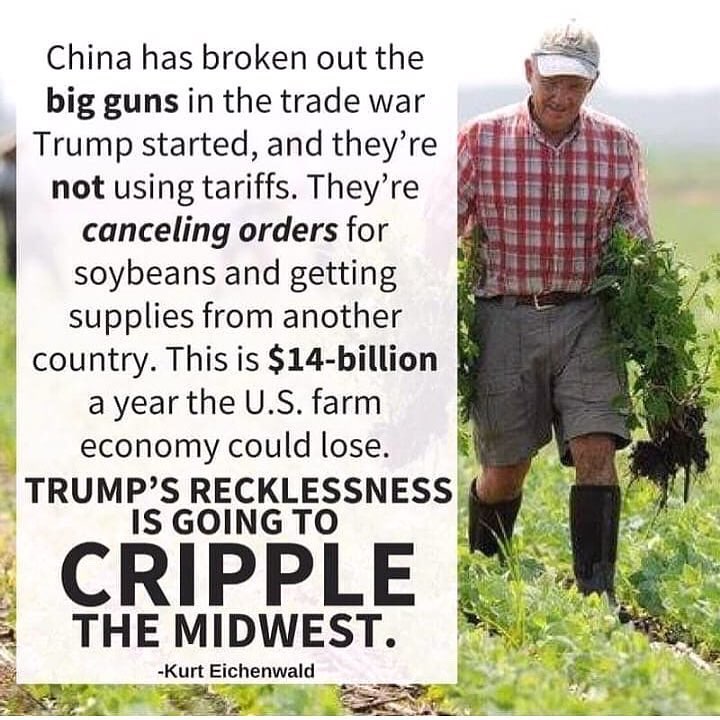 China has broken out the
big guns in the trade war
Trump started, and they’re
not using tariffs. They’re
canceling orders for
soybeans and getting
supplies from another
country. This is $14-billion
a year the U.S. farm
economy could lose.
TRUMP’S RECKLESSNESS
IS GOING TO
CRIPPLE
THE MIDWEST.
-Kurt Eichenwald